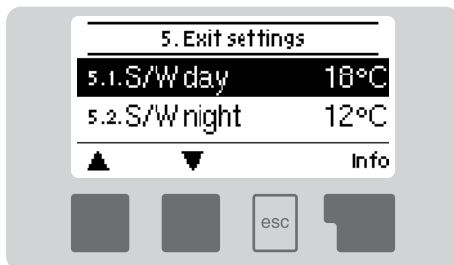 5. Exit settings
5.1. S/W day 18°C
5.2. S/W night 12°C
▲ ▼ Info
esc